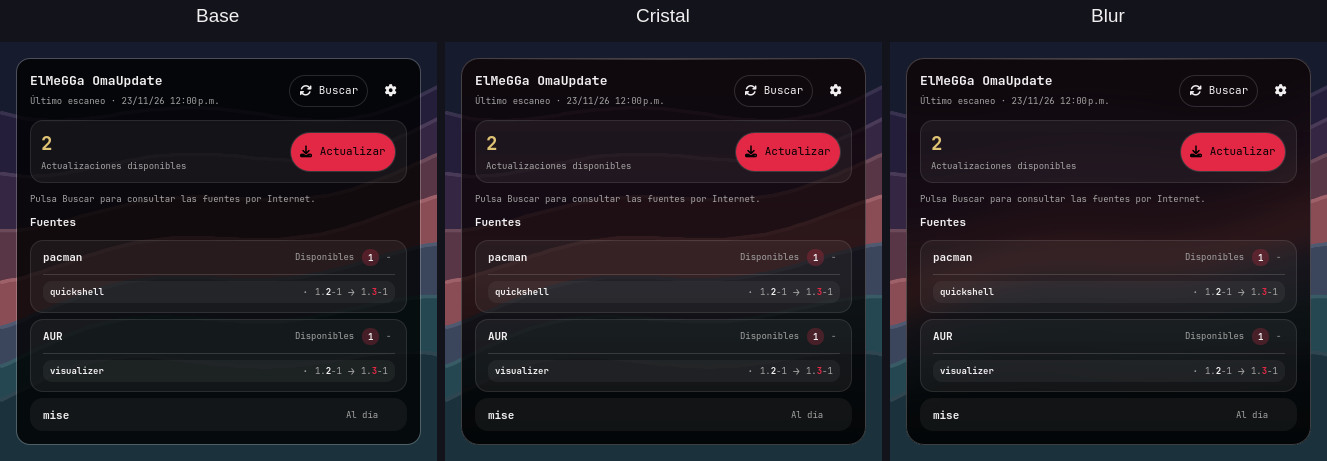 Base
ElMeGGa OmaUpdate
Último escaneo · 23/11/26 12:00p.m.
Buscar
2
Actualizaciones disponibles
Actualizar
Pulsa Buscar para consultar las fuentes por Internet.
Fuentes
pacman Disponibles 1 -
quickshell · 1.2-1 → 1.3-1
AUR Disponibles 1 -
visualizer · 1.2-1 → 1.3-1
mise Al día
Cristal
ElMeGGa OmaUpdate
Último escaneo · 23/11/26 12:00p.m.
Buscar
2
Actualizaciones disponibles
Actualizar
Pulsa Buscar para consultar las fuentes por Internet.
Fuentes
pacman Disponibles 1 -
quickshell · 1.2-1 → 1.3-1
AUR Disponibles 1 -
visualizer · 1.2-1 → 1.3-1
mise Al día
Blur
ElMeGGa OmaUpdate
Último escaneo · 23/11/26 12:00p.m.
Buscar
2
Actualizaciones disponibles
Actualizar
Pulsa Buscar para consultar las fuentes por Internet.
Fuentes
pacman Disponibles 1 -
quickshell · 1.2-1 → 1.3-1
AUR Disponibles 1 -
visualizer · 1.2-1 → 1.3-1
mise Al día